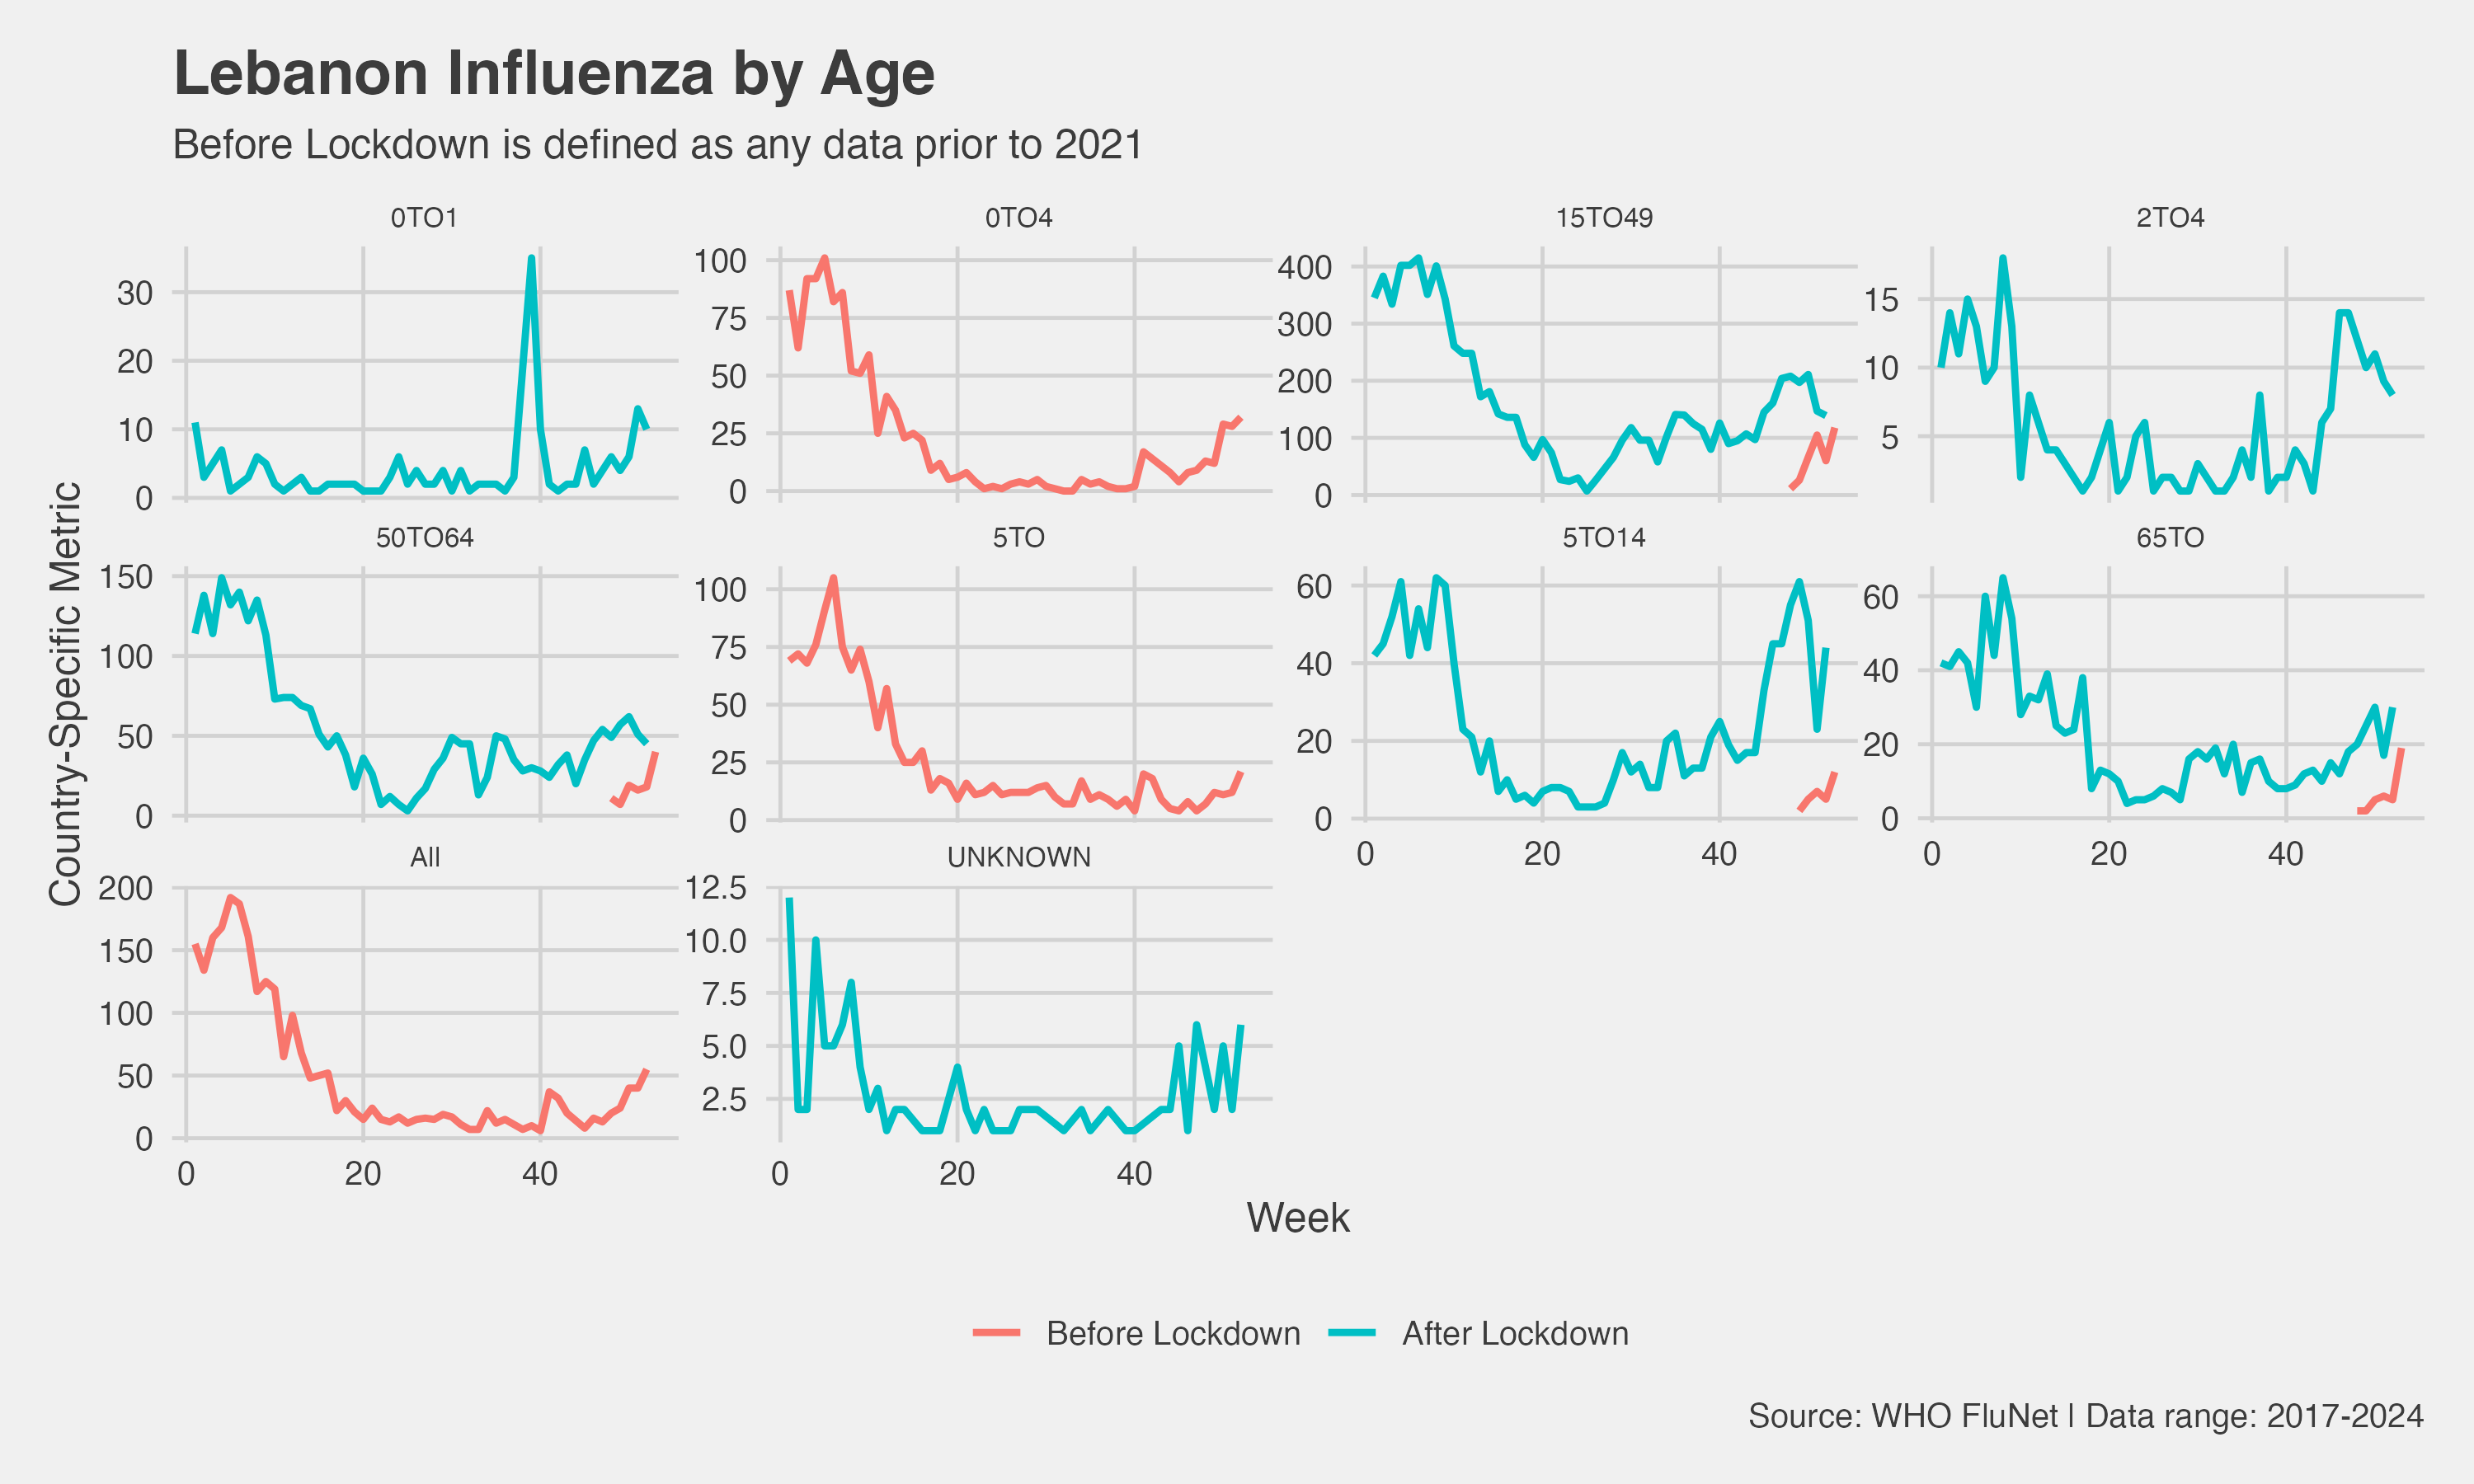 Lebanon Influenza by Age
Before Lockdown is defined as any data prior to 2021
Country-Specific Metric
0TO1
30
20
10
0
0TO4
100
75
50
25
0
15TO49
400
300
200
100
0
2TO4
15
10
5
50TO64
150
100
50
0
5TO
100
75
50
25
0
5TO14
60
40
20
0
0 20 40
65TO
60
40
20
0
0 20 40
All
200
150
100
50
0
0 20 40
UNKNOWN
12.5
10.0
7.5
5.0
2.5
0 20 40
Week
Before Lockdown After Lockdown
Source: WHO FluNet | Data range: 2017-2024